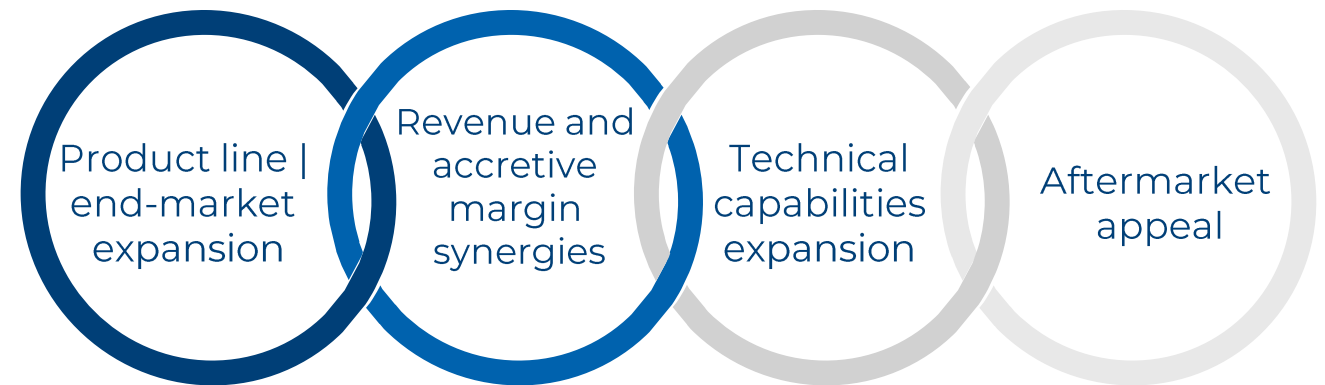 Product line |
end-market
expansion
Revenue and
accretive
margin
synergies
Technical
capabilities
expansion
Aftermarket
appeal